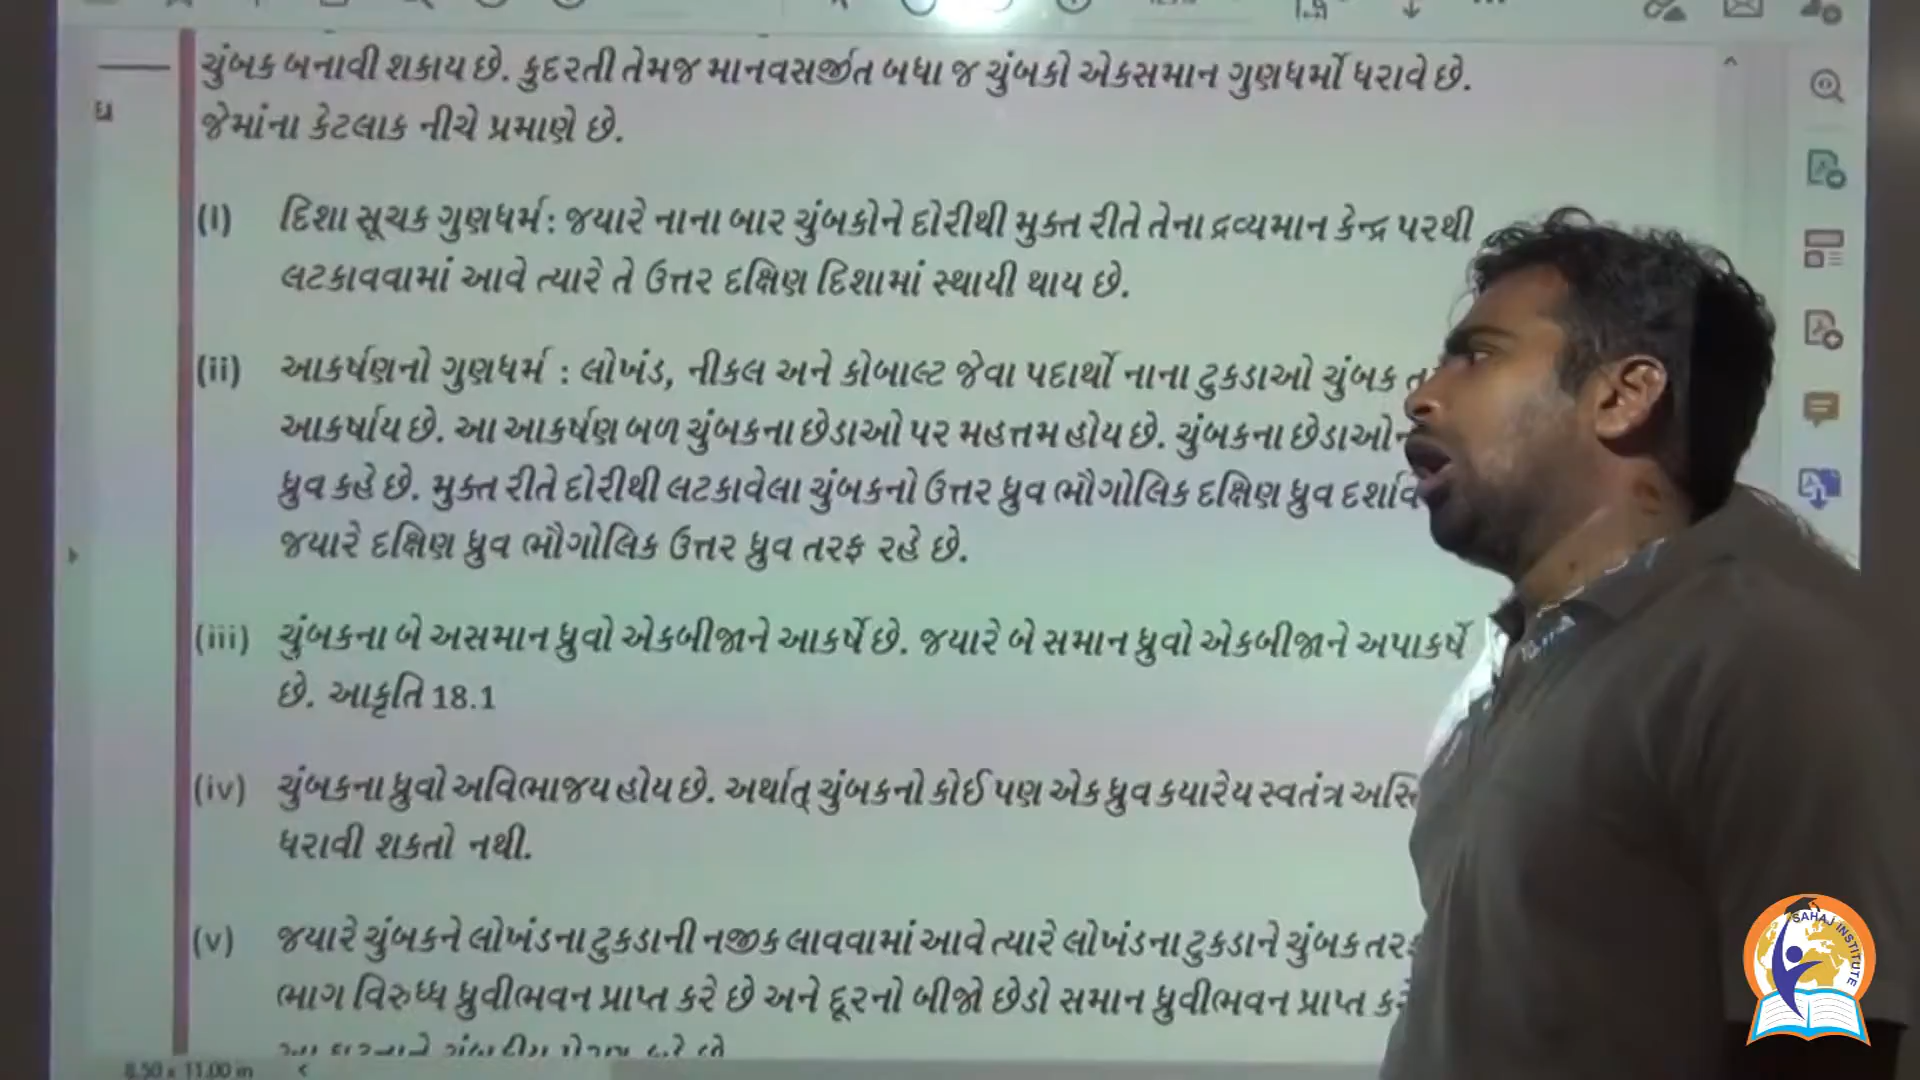 ચુંબક બનાવી શકાય છે. કુદરતી તેમજ માનવસર્જીત બધા જ ચુંબકો એકસમાન ગુણધર્મો ધરાવે છે.
ઘ
જેમાંના કેટલાક નીચે પ્રમાણે છે.
(i) દિશા સૂચક ગુણધર્મ : જયારે નાના બાર ચુંબકોને દોરીથી મુક્ત રીતે તેના દ્રવ્યમાન કેન્દ્ર પરથી
લટકાવવામાં આવે ત્યારે તે ઉત્તર દક્ષિણ દિશામાં સ્થાયી થાય છે.
(ii) આકર્ષણનો ગુણધર્મ : લોખંડ, નીકલ અને કોબાલ્ટ જેવા પદાર્થો નાના ટુકડાઓ ચુંબક
આકર્ષાય છે. આ આકર્ષણ બળ ચુંબકના છેડાઓ પર મહત્તમ હોય છે. ચુંબકના
ધ્રુવ કહે છે. મુક્ત રીતે દોરીથી લટકાવેલા ચુંબકનો ઉત્તર ધ્રુવ ભૌગોલિક દક્ષિણ ધ્રુવ
જયારે દક્ષિણ ધ્રુવ ભૌગોલિક ઉત્તર ધ્રુવ તરફ રહે છે.
(iii) ચુંબકના બે અસમાન ધ્રુવો એકબીજાને આકર્ષે છે. જયારે બે સમાન ધ્રુવો એકબીજાને અપાકર્ષે
છે. આકૃતિ 18.1
(iv) ચુંબકના ધ્રુવો અવિભાજય હોય છે. અર્થાત્ ચુંબકનો કોઈ પણ એક ધ્રુવ કયારેય સ્વતંત્ર
ધરાવી શકતો નથી.
(v) જયારે ચુંબકને લોખંડના ટુકડાની નજીક લાવવામાં આવે ત્યારે લોખંડના ટુકડાને ચુંબક
ભાગ વિરુધ્ધ ધ્રુવીભવન પ્રાપ્ત કરે છે અને દૂરનો બીજો છેડો સમાન ધ્રુવીભવન પ્રાપ્ત
8.50 x 11.00 in
SAHAJ INSTITUTE